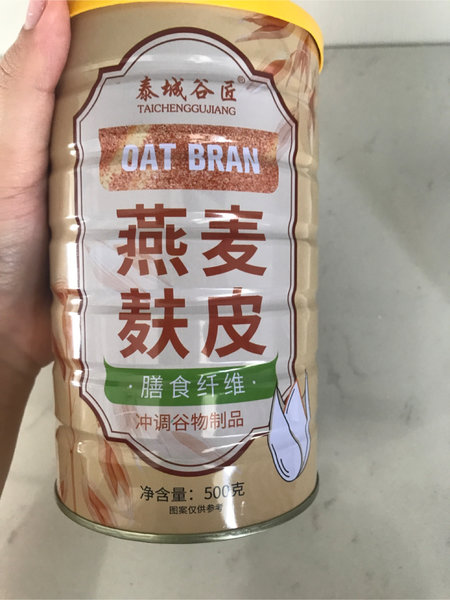 泰城谷匠®
TAICHENGGUJIANG
OAT BRAN
燕麦
麸皮
·膳食纤维·
冲调谷物制品
净含量：500克
图案仅供参考